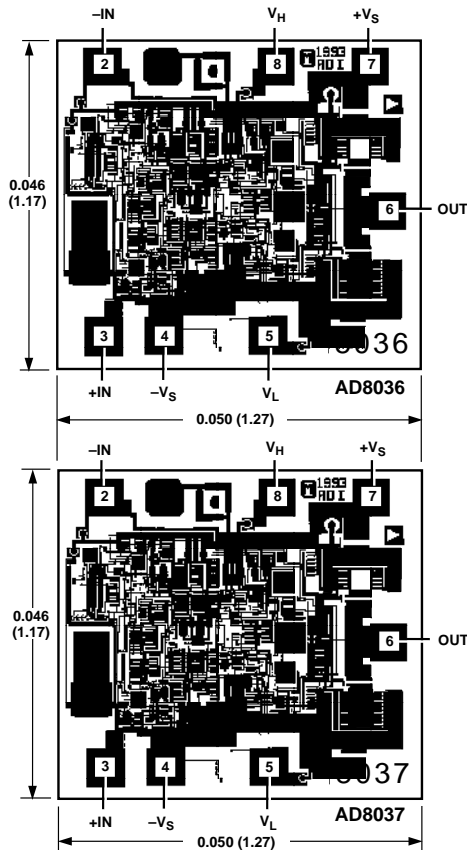 –IN V_H +V_S
2 8 1993 ADI 7
0.046
(1.17)
6 OUT
3 4 5 8036
+IN –V_S V_L AD8036
0.050 (1.27)
–IN V_H +V_S
2 8 1993 ADI 7
0.046
(1.17)
6 OUT
3 4 5 8037
+IN –V_S V_L AD8037
0.050 (1.27)